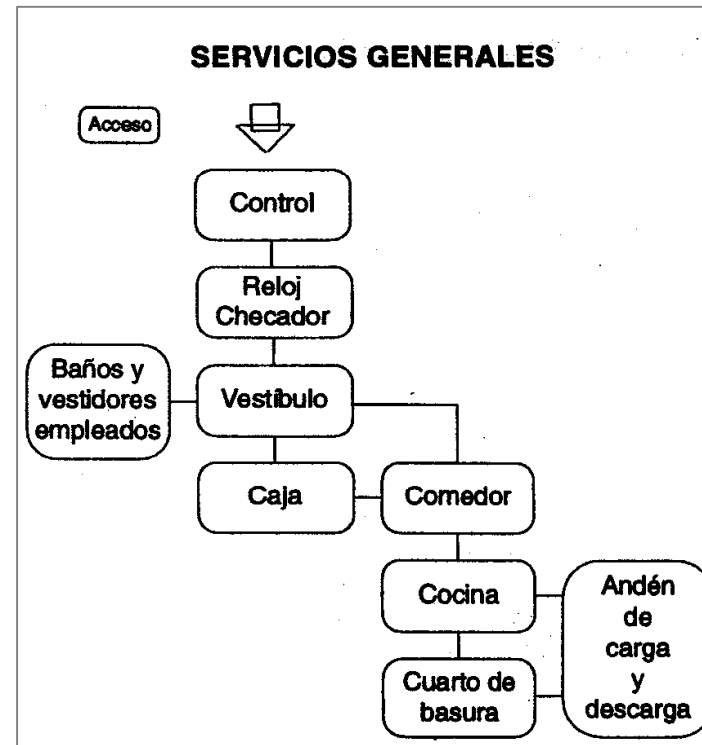 SERVICIOS GENERALES
Acceso
Control
Reloj
Checador
Baños y
vestidores
empleados
Vestíbulo
Caja
Comedor
Cocina
Andén
de
carga
y
descarga
Cuarto de
basura